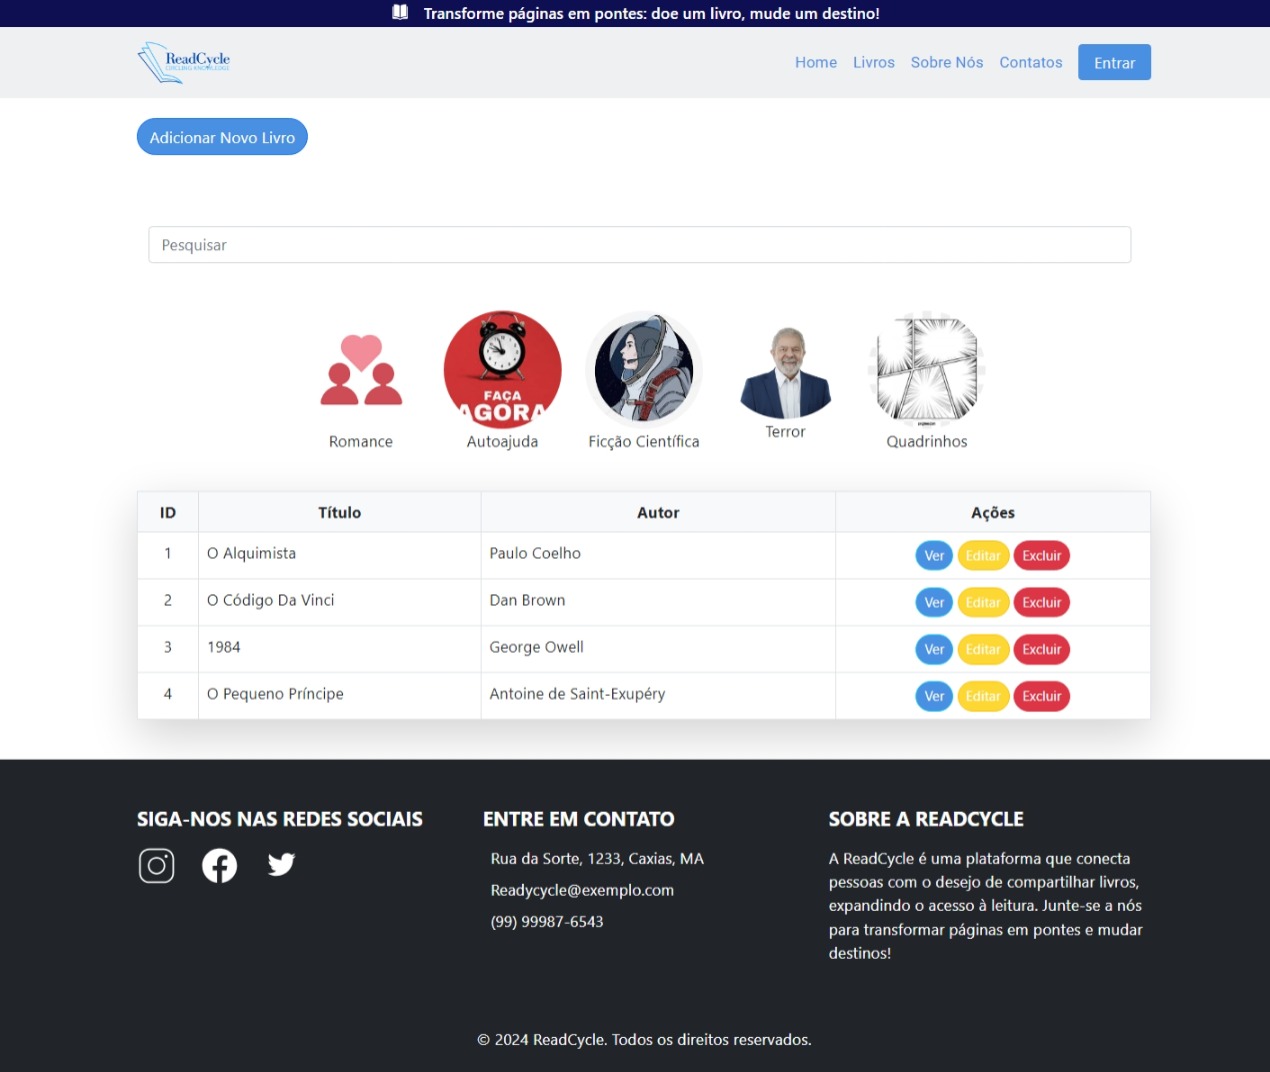 Transforme páginas em pontes: doe um livro, mude um destino!
ReadCycle
CIRCLING KNOWLEDGE
Home Livros Sobre Nós Contatos Entrar
Adicionar Novo Livro
Pesquisar
FAÇA
AGORA
Romance Autoajuda Ficção Científica Terror Quadrinhos
ID Título Autor Ações
1 O Alquimista Paulo Coelho Ver Editar Excluir
2 O Código Da Vinci Dan Brown Ver Editar Excluir
3 1984 George Owell Ver Editar Excluir
4 O Pequeno Príncipe Antoine de Saint-Exupéry Ver Editar Excluir
SIGA-NOS NAS REDES SOCIAIS
ENTRE EM CONTATO
Rua da Sorte, 1233, Caxias, MA
Readycycle@exemplo.com
(99) 99987-6543
SOBRE A READCYCLE
A ReadCycle é uma plataforma que conecta
pessoas com o desejo de compartilhar livros,
expandindo o acesso à leitura. Junte-se a nós
para transformar páginas em pontes e mudar
destinos!
© 2024 ReadCycle. Todos os direitos reservados.